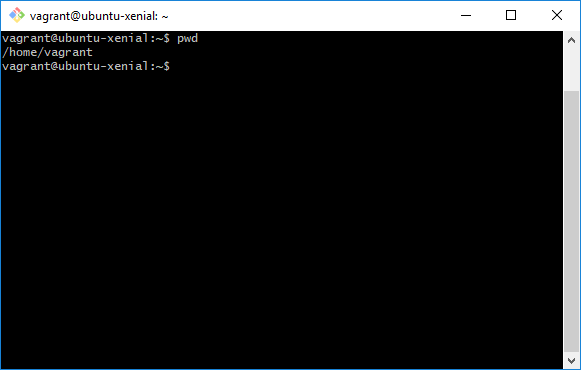 vagrant@ubuntu-xenial: ~
vagrant@ubuntu-xenial:~$ pwd
/home/vagrant
vagrant@ubuntu-xenial:~$